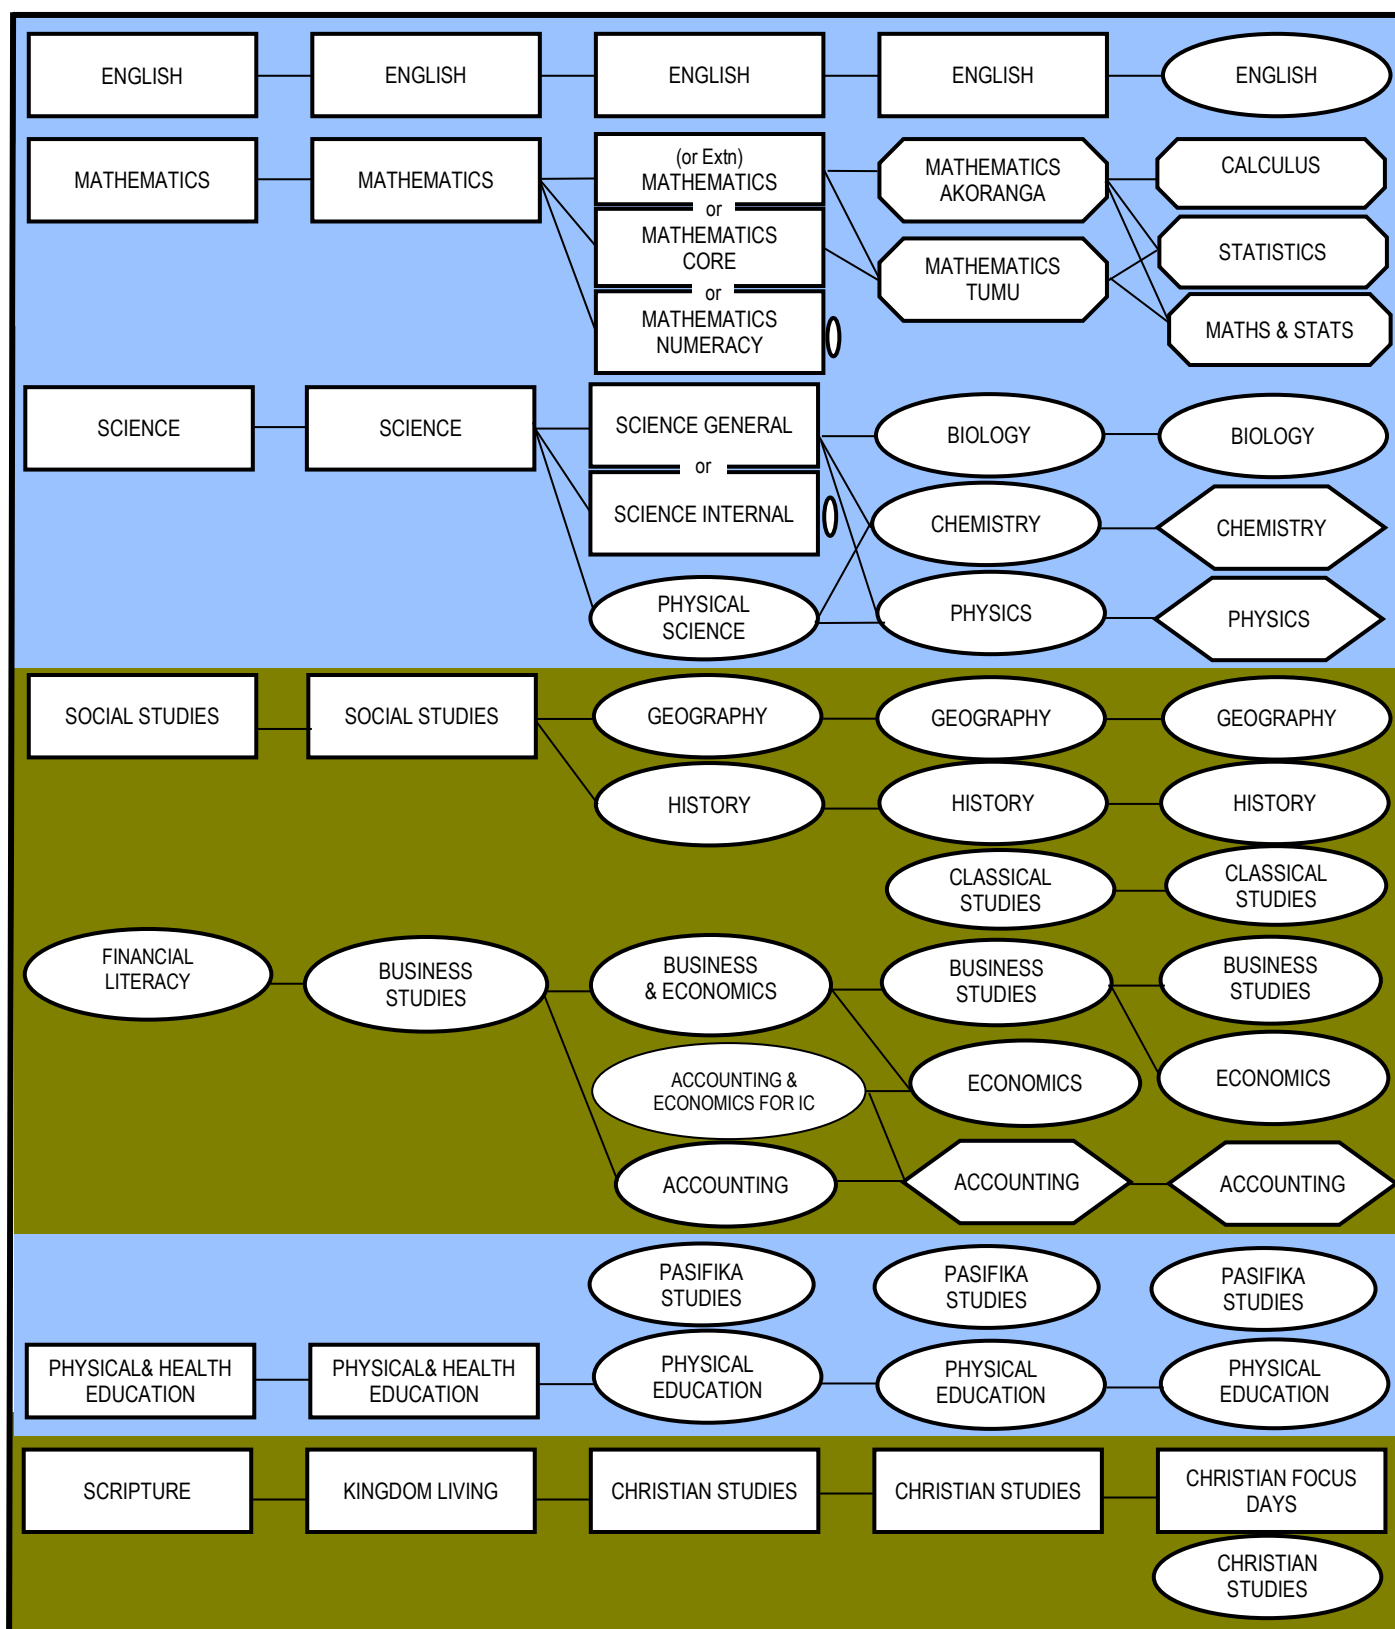 ENGLISH
ENGLISH
ENGLISH
ENGLISH
ENGLISH
MATHEMATICS
MATHEMATICS
(or Extn)
MATHEMATICS
or
MATHEMATICS
CORE
or
MATHEMATICS
NUMERACY
MATHEMATICS
AKORANGA
MATHEMATICS
TUMU
CALCULUS
STATISTICS
MATHS & STATS
SCIENCE
SCIENCE
SCIENCE GENERAL
or
SCIENCE INTERNAL
PHYSICAL
SCIENCE
BIOLOGY
CHEMISTRY
PHYSICS
BIOLOGY
CHEMISTRY
PHYSICS
SOCIAL STUDIES
SOCIAL STUDIES
GEOGRAPHY
GEOGRAPHY
GEOGRAPHY
HISTORY
HISTORY
HISTORY
CLASSICAL
STUDIES
CLASSICAL
STUDIES
FINANCIAL
LITERACY
BUSINESS
STUDIES
BUSINESS
& ECONOMICS
BUSINESS
STUDIES
BUSINESS
STUDIES
ACCOUNTING &
ECONOMICS FOR IC
ECONOMICS
ECONOMICS
ACCOUNTING
ACCOUNTING
ACCOUNTING
PASIFIKA
STUDIES
PASIFIKA
STUDIES
PASIFIKA
STUDIES
PHYSICAL& HEALTH
EDUCATION
PHYSICAL& HEALTH
EDUCATION
PHYSICAL
EDUCATION
PHYSICAL
EDUCATION
PHYSICAL
EDUCATION
SCRIPTURE
KINGDOM LIVING
CHRISTIAN STUDIES
CHRISTIAN STUDIES
CHRISTIAN FOCUS
DAYS
CHRISTIAN
STUDIES